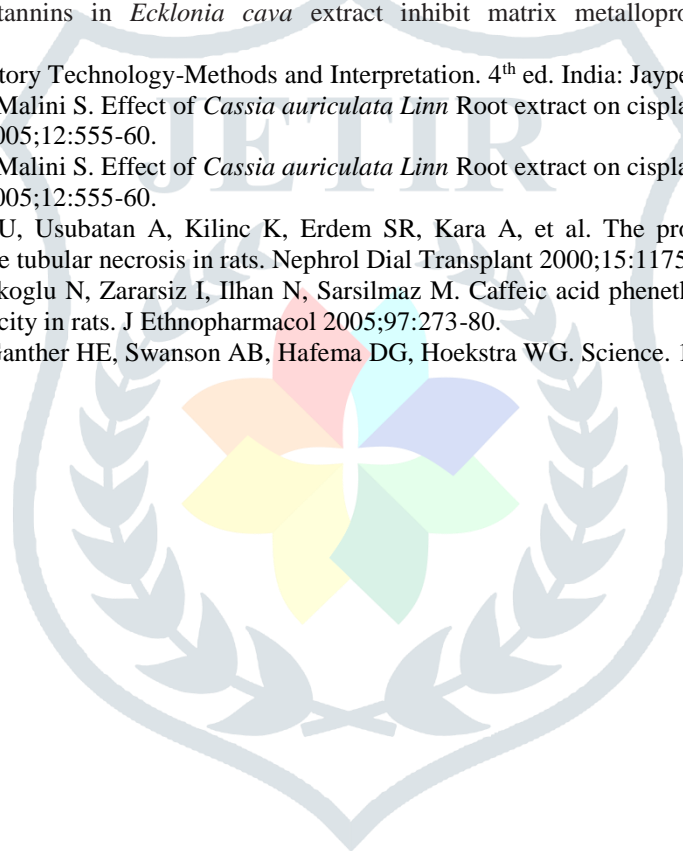 tannins in Ecklonia cava extract inhibit matrix metallopro
tory Technology-Methods and Interpretation. 4th ed. India: Jaype
Malini S. Effect of Cassia auriculata Linn Root extract on cispla
005;12:555-60.
Malini S. Effect of Cassia auriculata Linn Root extract on cispla
005;12:555-60.
U, Usubatan A, Kilinc K, Erdem SR, Kara A, et al. The pro
e tubular necrosis in rats. Nephrol Dial Transplant 2000;15:1175
koglu N, Zararsiz I, Ilhan N, Sarsilmaz M. Caffeic acid phenetl
city in rats. J Ethnopharmacol 2005;97:273-80.
Ganther HE, Swanson AB, Hafema DG, Hoekstra WG. Science. 1
JETIR